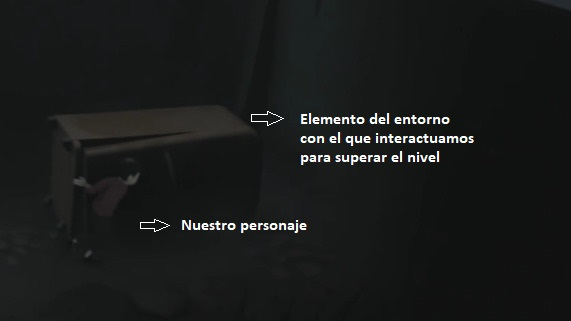 Elemento del entorno
con el que interactuamos
para superar el nivel
Nuestro personaje